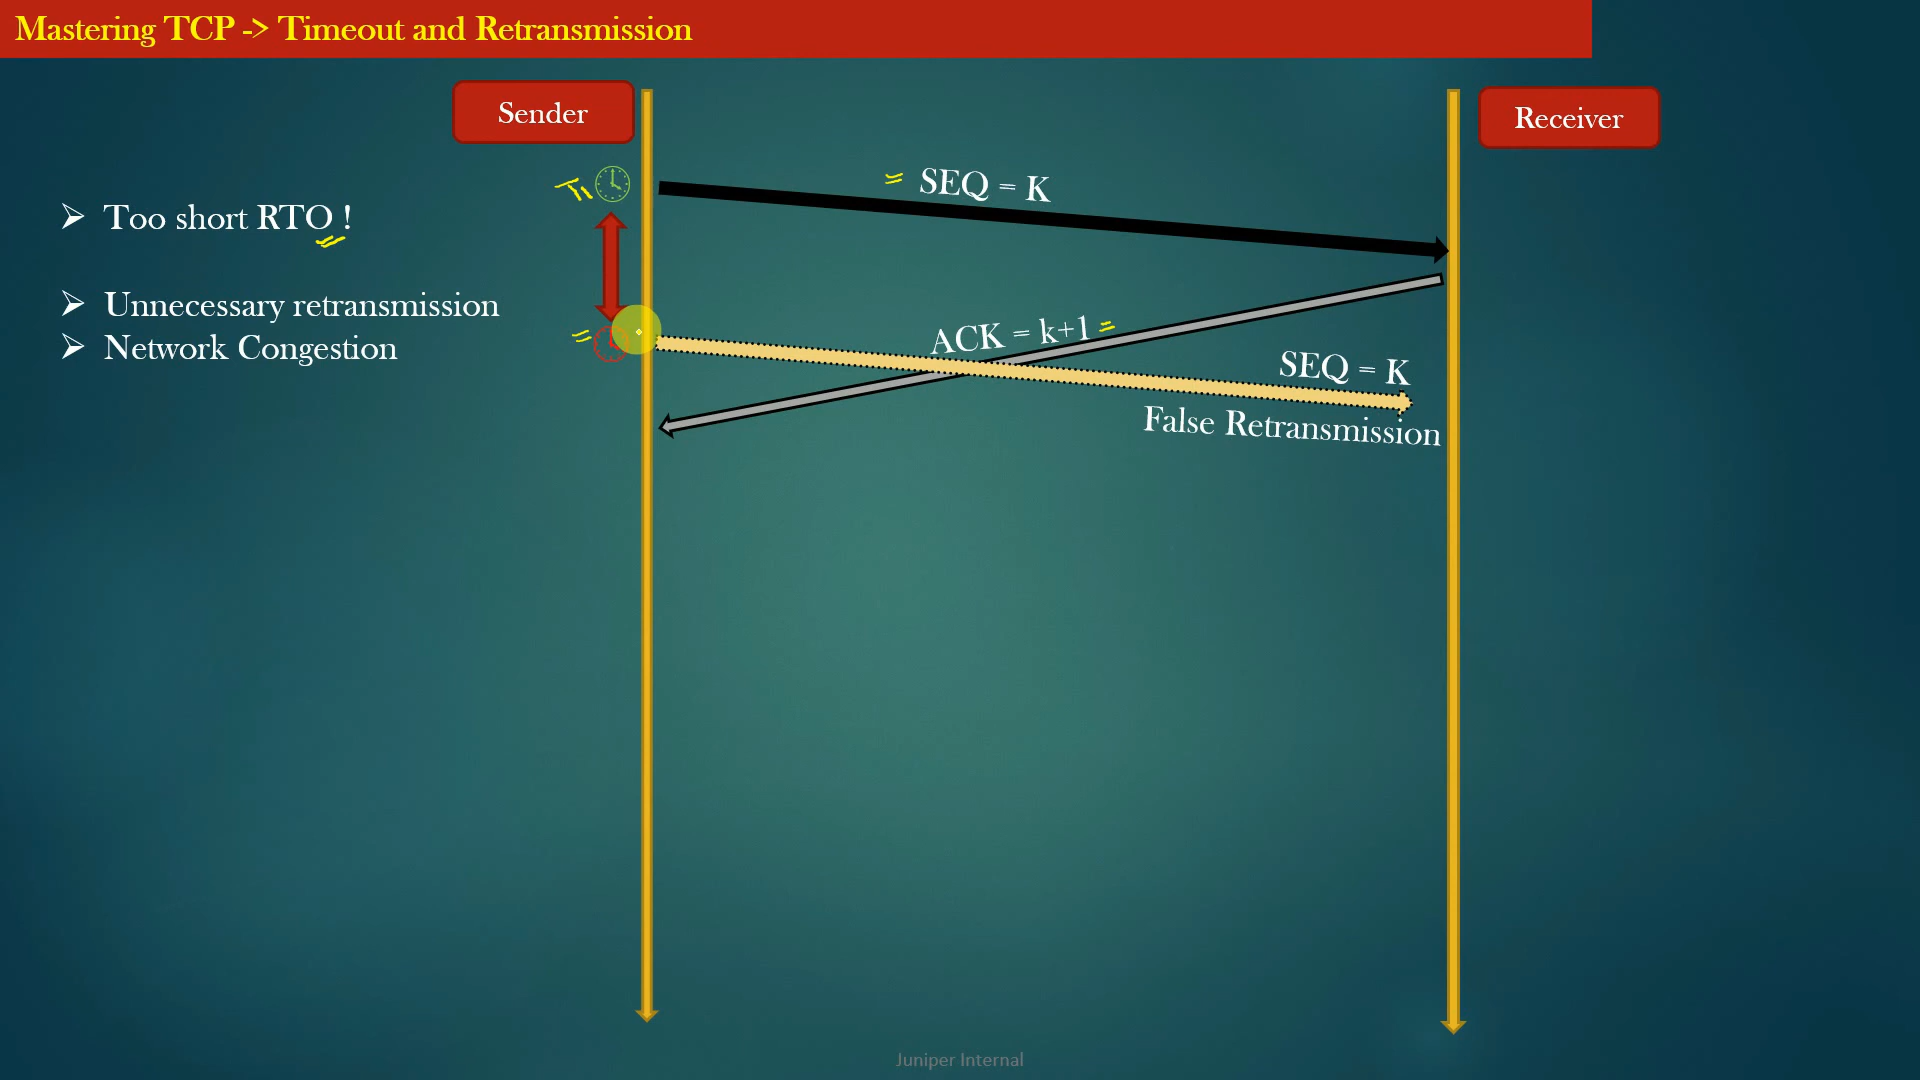 Mastering TCP -> Timeout and Retransmission
Sender
Receiver
T1
= SEQ = K
Too short RTO !
Unnecessary retransmission
Network Congestion
ACK = k+1 =
SEQ = K
False Retransmission
Juniper Internal